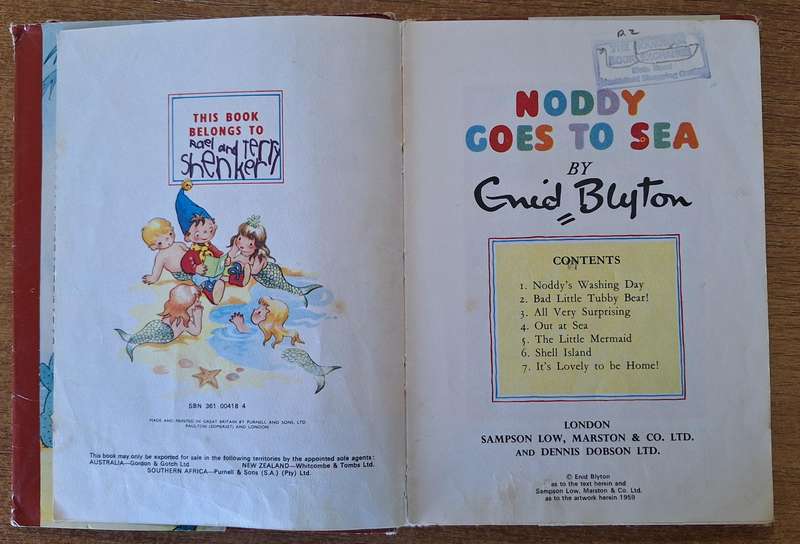 THIS BOOK
BELONGS TO
Rael and Terry
Shenker
SBN 361 00418 4
MADE AND PRINTED IN GREAT BRITAIN BY PURNELL AND SONS, LTD
PAULTON (SOMERSET) AND LONDON
This book may only be exported for sale in the following territories by the appointed sole agents:
AUSTRALIA—Gordon & Gotch Ltd. NEW ZEALAND—Whitcombe & Tombs Ltd.
SOUTHERN AFRICA—Purnell & Sons (S.A.) (Pty) Ltd.
NODDY
GOES TO SEA
BY
Enid Blyton
CONTENTS
1. Noddy's Washing Day
2. Bad Little Tubby Bear!
3. All Very Surprising
4. Out at Sea
5. The Little Mermaid
6. Shell Island
7. It's Lovely to be Home!
LONDON
SAMPSON LOW, MARSTON & CO. LTD.
AND DENNIS DOBSON LTD.
© Enid Blyton
as to the text herein and
Sampson Low, Marston & Co. Ltd.
as to the artwork herein 1959